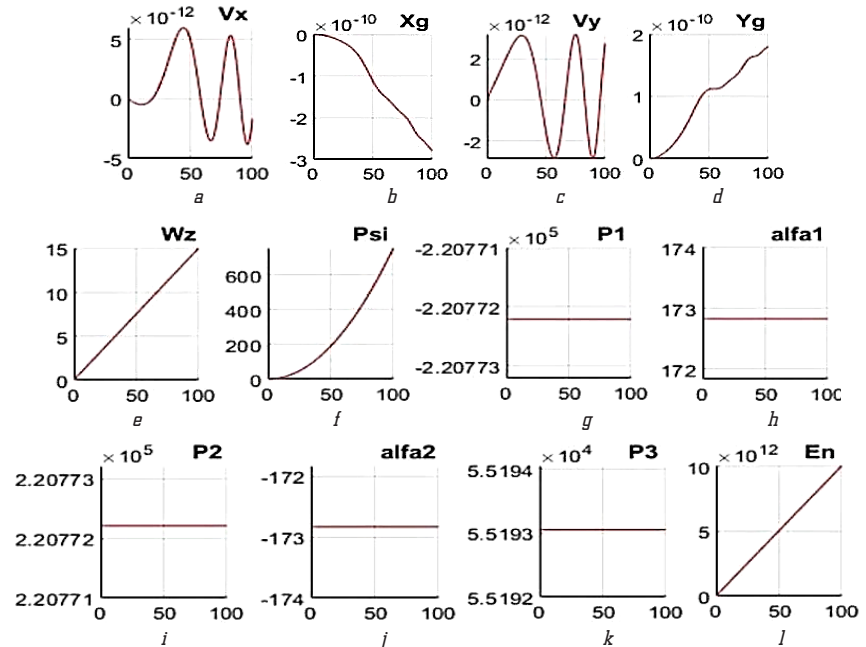 × 10⁻¹² Vx
5
0
-5
0 50 100
a
× 10⁻¹⁰ Xg
0
-1
-2
-3
0 50 100
b
× 10⁻¹² Vy
2
0
-2
0 50 100
c
× 10⁻¹⁰ Yg
2
1
0
0 50 100
d
Wz
15
10
5
0
0 50 100
e
Psi
600
400
200
0
0 50 100
f
× 10⁵ P1
-2.20771
-2.20772
-2.20773
0 50 100
g
alfa1
174
173
172
0 50 100
h
× 10⁵ P2
2.20773
2.20772
2.20771
0 50 100
i
alfa2
-172
-173
-174
0 50 100
j
× 10⁴ P3
5.5194
5.5193
5.5192
0 50 100
k
× 10¹² En
10
5
0
0 50 100
l